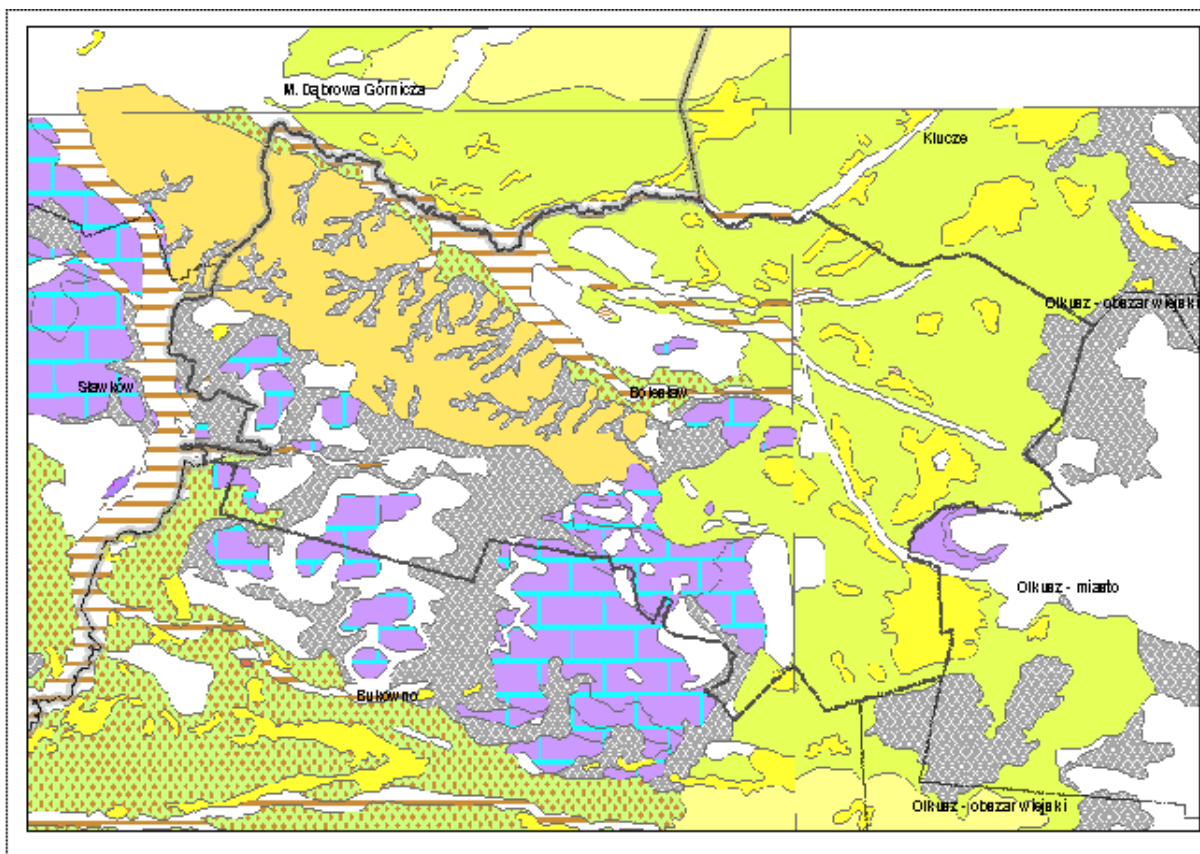 M. Dąbrowa Górnicza
Klucze
Olkusz - obszar wiejski
Sławków
Bolesław
Olkusz - miasto
Bukowno
Olkusz - obszar wiejski